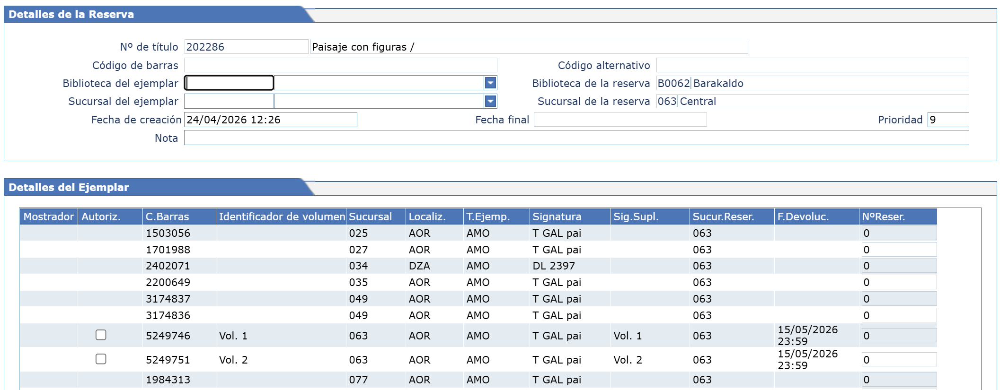 Detalles de la Reserva
Nº de título 202286 Paisaje con figuras /
Código de barras Código alternativo
Biblioteca del ejemplar Biblioteca de la reserva B0062 Barakaldo
Sucursal del ejemplar Sucursal de la reserva 063 Central
Fecha de creación 24/04/2026 12:26 Fecha final Prioridad 9
Nota
Detalles del Ejemplar
Mostrador Autoriz. C.Barras Identificador de volumen Sucursal Localiz. T.Ejemp. Signatura Sig.Supl. Sucur.Reser. F.Devoluc. NºReser.
1503056 025 AOR AMO T GAL pai 063 0
1701988 027 AOR AMO T GAL pai 063 0
2402071 034 DZA AMO DL 2397 063 0
2200649 035 AOR AMO T GAL pai 063 0
3174837 049 AOR AMO T GAL pai 063 0
3174836 049 AOR AMO T GAL pai 063 0
5249746 Vol. 1 063 AOR AMO T GAL pai Vol. 1 063 15/05/2026 23:59 0
5249751 Vol. 2 063 AOR AMO T GAL pai Vol. 2 063 15/05/2026 23:59 0
1984313 077 AOR AMO T GAL pai 063 0